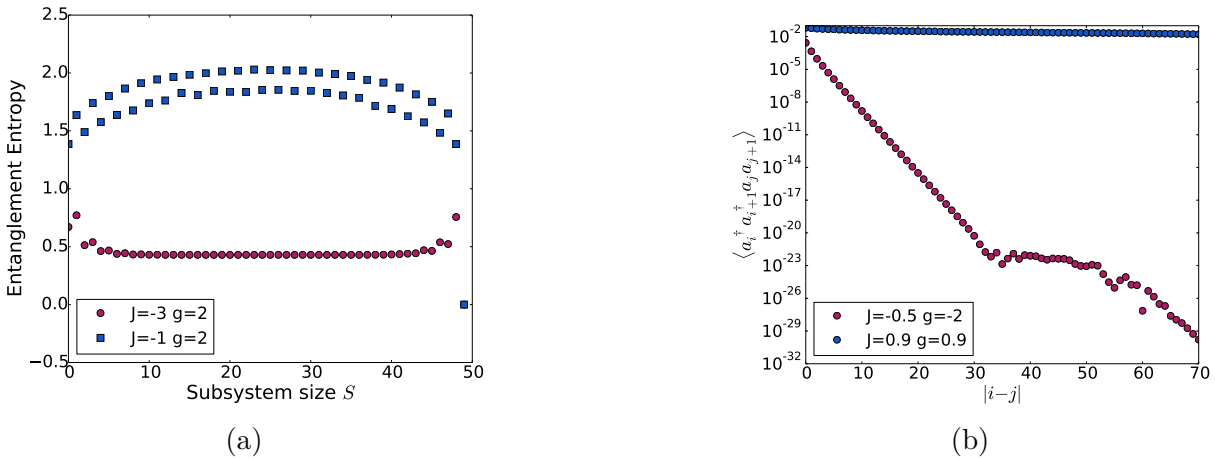 2.5
2.0
1.5
1.0
0.5
0.0
−0.5
0 10 20 30 40 50
Entanglement Entropy
Subsystem size S
J=-3 g=2
J=-1 g=2
(a)
10⁻²
10⁻⁵
10⁻⁸
10⁻¹¹
10⁻¹⁴
10⁻¹⁷
10⁻²⁰
10⁻²³
10⁻²⁶
10⁻²⁹
10⁻³²
0 10 20 30 40 50 60 70
⟨a_i^† a_{i+1}^† a_j a_{j+1}⟩
|i−j|
J=-0.5 g=-2
J=0.9 g=0.9
(b)